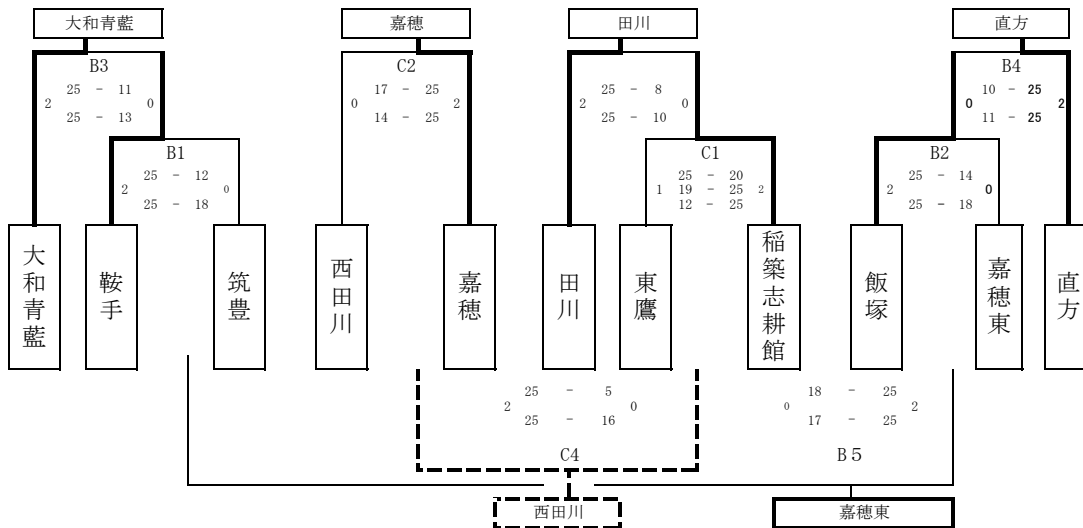 大和青藍 嘉穂 田川 直方
B3 C2 B4
25 - 11 17 - 25 25 - 8 10 - 25
2 0 0 2 2 0 0 2
25 - 13 14 - 25 25 - 10 11 - 25
B1 C1 B2
25 - 12 25 - 20 25 - 14
2 0 1 19 - 25 2 2 0
25 - 18 12 - 25 25 - 18
大和青藍
鞍手
筑豊
西田川
嘉穂
田川
東鷹
稲築志耕館
飯塚
嘉穂東
直方
25 - 5 18 - 25
2 0 0 2
25 - 16 17 - 25
C4 B5
西田川 嘉穂東